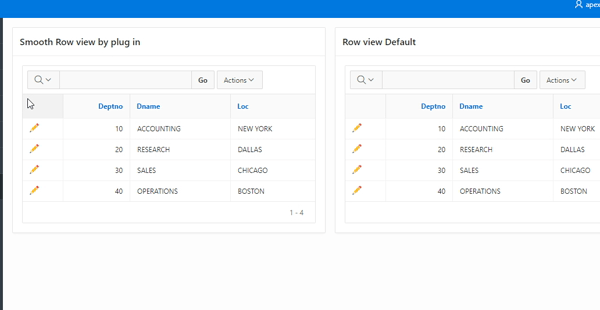 apex
Smooth Row view by plug in
Row view Default
Go Actions
Go Actions
Deptno Dname Loc
Deptno Dname Loc
10 ACCOUNTING NEW YORK
10 ACCOUNTING NEW YORK
20 RESEARCH DALLAS
20 RESEARCH DALLAS
30 SALES CHICAGO
30 SALES CHICAGO
40 OPERATIONS BOSTON
40 OPERATIONS BOSTON
1 - 4